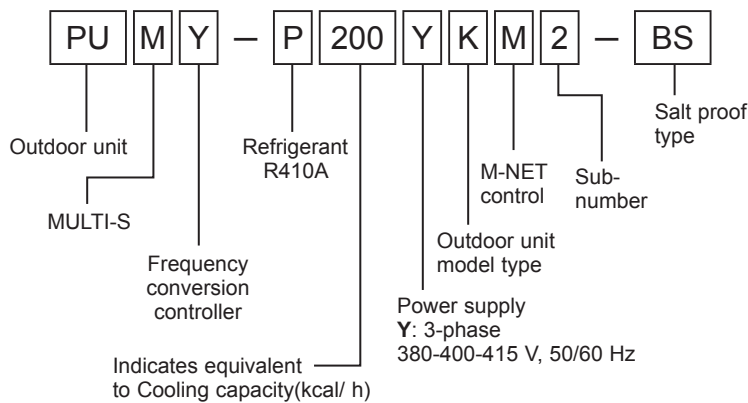 PU M Y – P 200 Y K M 2 – BS
Salt proof
type
Outdoor unit
Refrigerant
R410A
M-NET
control
Sub-
number
MULTI-S
Outdoor unit
model type
Frequency
conversion
controller
Power supply
Y: 3-phase
380-400-415 V, 50/60 Hz
Indicates equivalent
to Cooling capacity(kcal/ h)